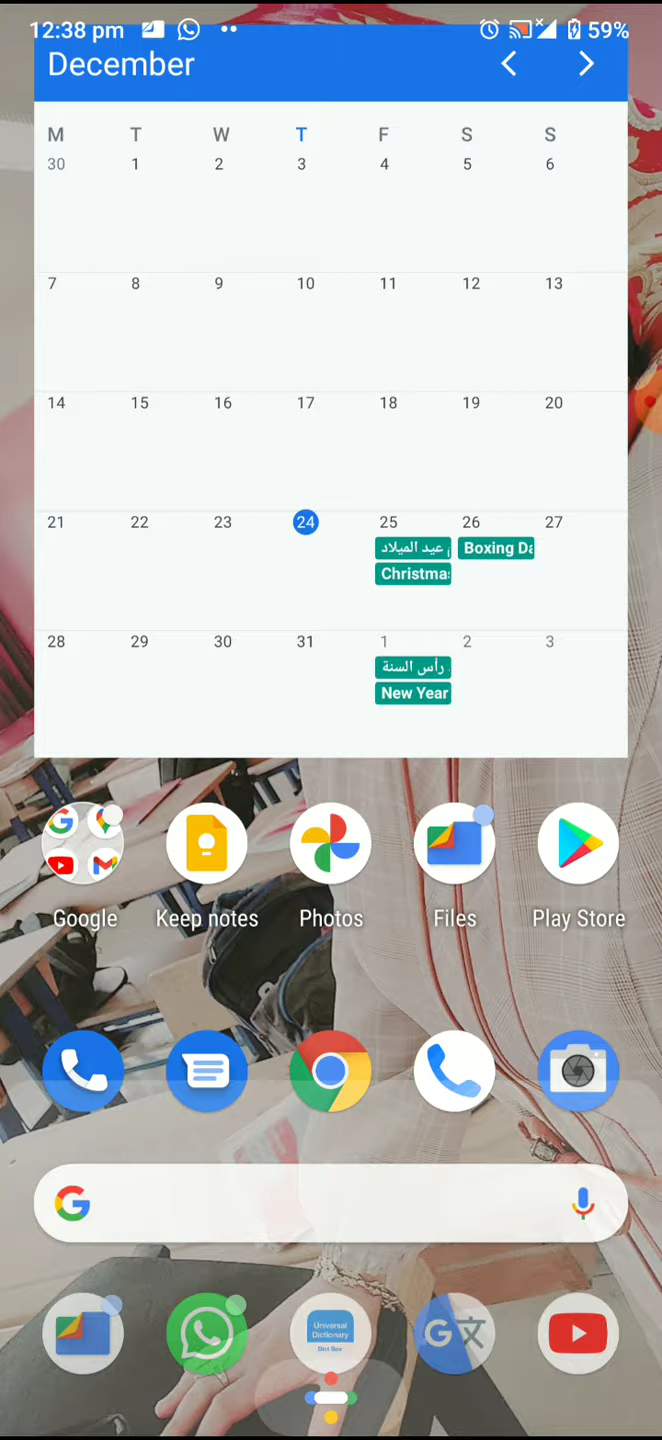 12:38 pm 59%
December
M T W T F S S
30 1 2 3 4 5 6
7 8 9 10 11 12 13
14 15 16 17 18 19 20
21 22 23 24 25 26 27
عيد الميلاد Boxing Da
Christmas
28 29 30 31 1 2 3
رأس السنة
New Year
Google Keep notes Photos Files Play Store
Universal
Dictionary